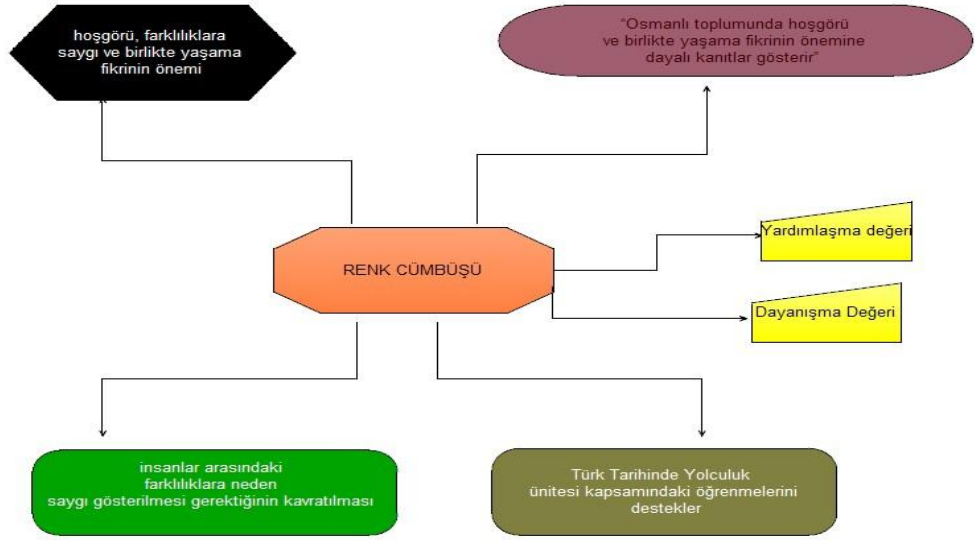 hoşgörü, farklılıklara
saygı ve birlikte yaşama
fikrinin önemi
“Osmanlı toplumunda hoşgörü
ve birlikte yaşama fikrinin önemine
dayalı kanıtlar gösterir”
RENK CÜMBÜŞÜ
Yardımlaşma değeri
Dayanışma Değeri
insanlar arasındaki
farklılıklara neden
saygı gösterilmesi gerektiğinin kavratılması
Türk Tarihinde Yolculuk
ünitesi kapsamındaki öğrenmelerini
destekler